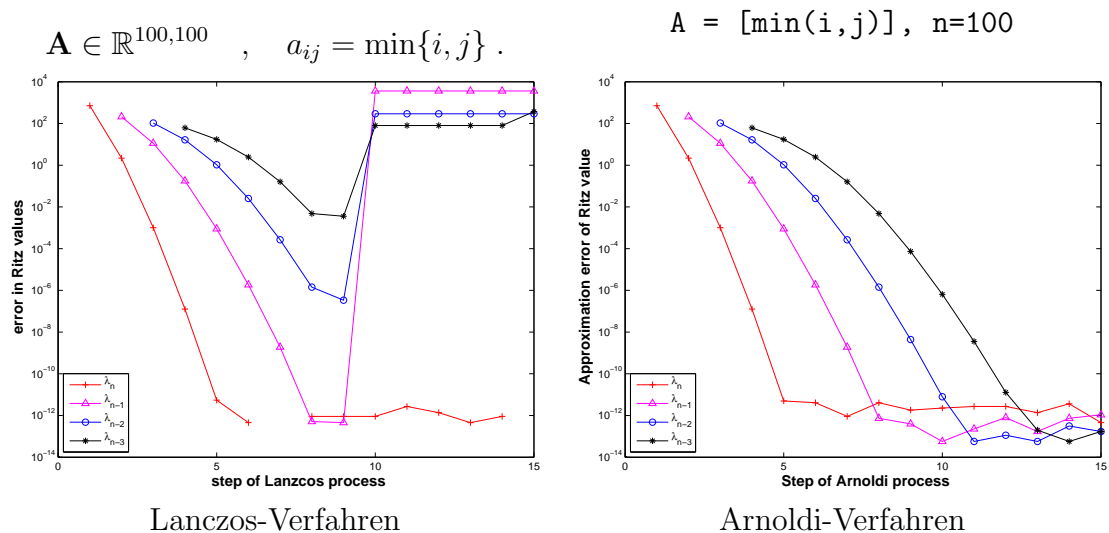 A ∈ ℝ^{100,100} , a_{ij} = min{i, j} .
A = [min(i,j)], n=100
10^4
10^2
10^0
10^{−2}
10^{−4}
10^{−6}
10^{−8}
10^{−10}
10^{−12}
10^{−14}
error in Ritz values
λ_n
λ_{n−1}
λ_{n−2}
λ_{n−3}
0 5 10 15
step of Lanzcos process
Lanczos-Verfahren
10^4
10^2
10^0
10^{−2}
10^{−4}
10^{−6}
10^{−8}
10^{−10}
10^{−12}
10^{−14}
Approximation error of Ritz value
λ_n
λ_{n−1}
λ_{n−2}
λ_{n−3}
0 5 10 15
Step of Arnoldi process
Arnoldi-Verfahren